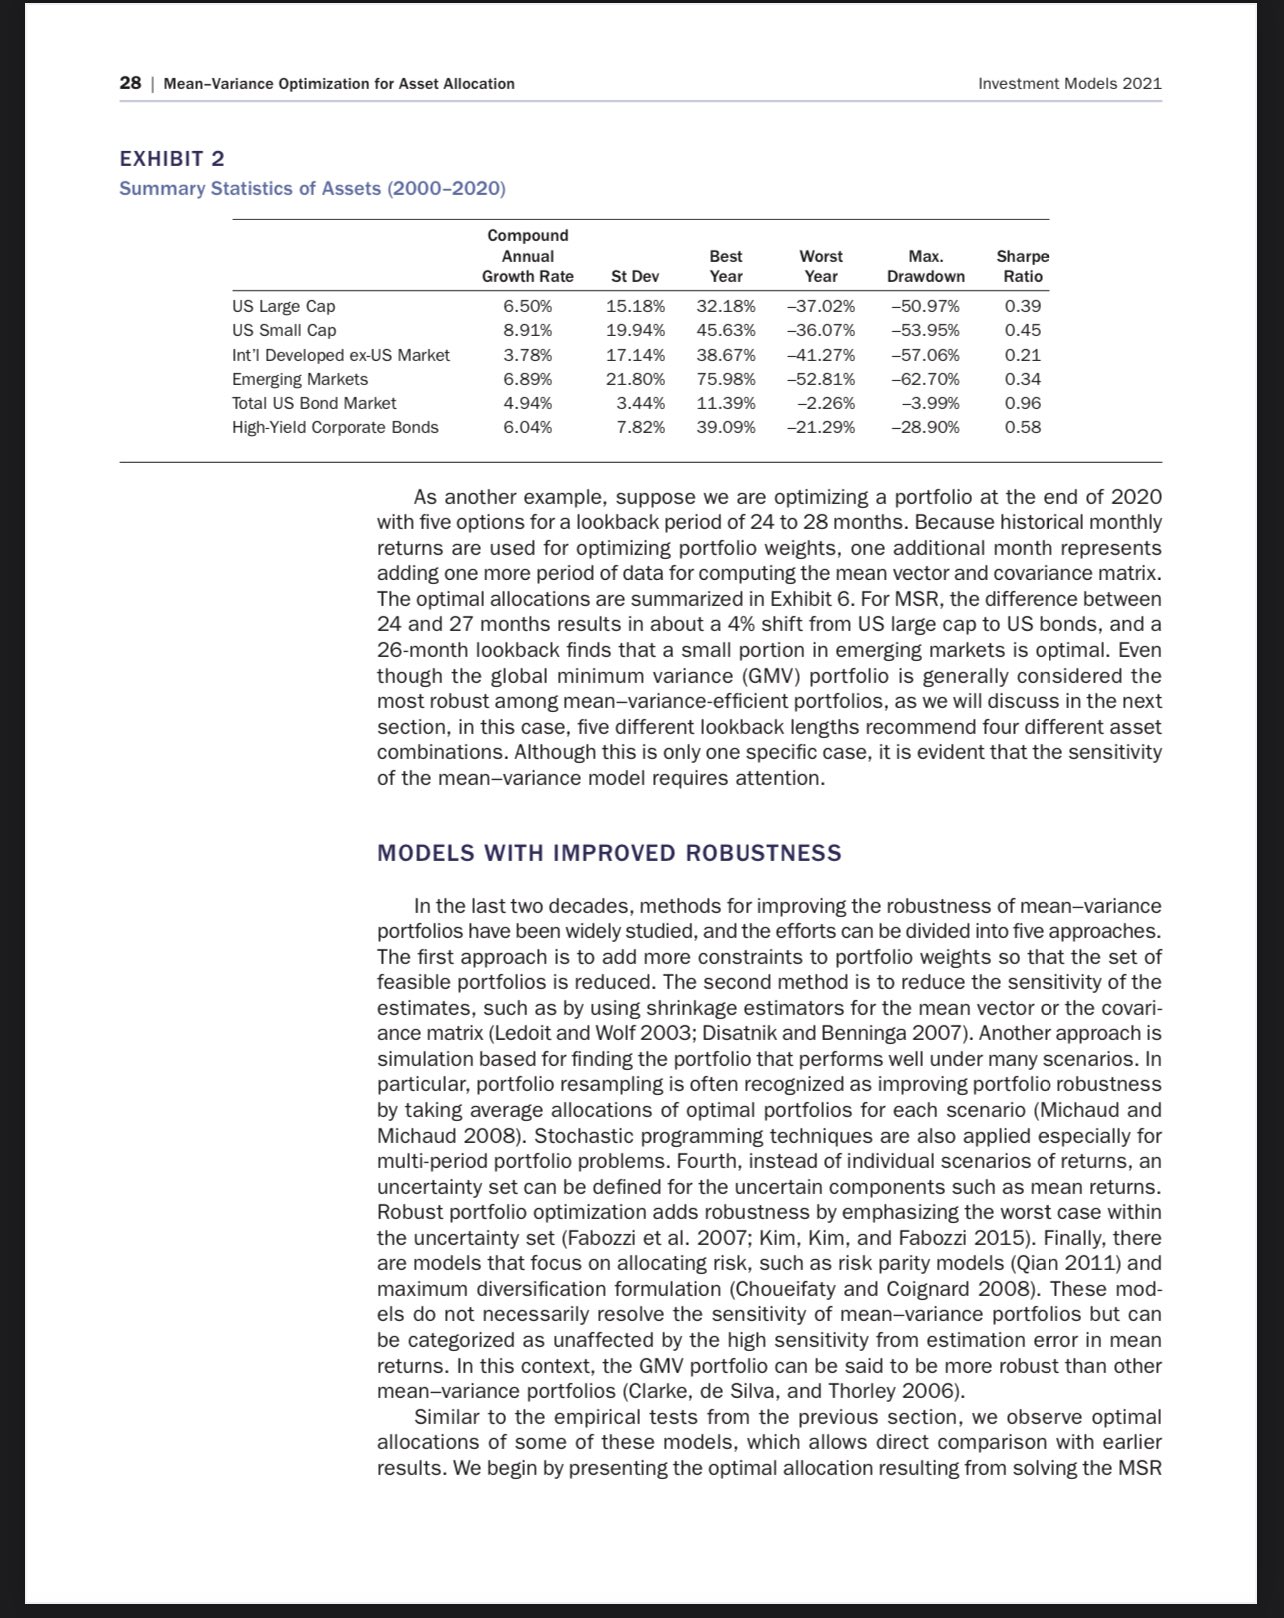 28 | Mean–Variance Optimization for Asset Allocation Investment Models 2021
EXHIBIT 2
Summary Statistics of Assets (2000–2020)
Compound
Annual Best Worst Max. Sharpe
Growth Rate St Dev Year Year Drawdown Ratio
US Large Cap 6.50% 15.18% 32.18% –37.02% –50.97% 0.39
US Small Cap 8.91% 19.94% 45.63% –36.07% –53.95% 0.45
Int’l Developed ex-US Market 3.78% 17.14% 38.67% –41.27% –57.06% 0.21
Emerging Markets 6.89% 21.80% 75.98% –52.81% –62.70% 0.34
Total US Bond Market 4.94% 3.44% 11.39% –2.26% –3.99% 0.96
High-Yield Corporate Bonds 6.04% 7.82% 39.09% –21.29% –28.90% 0.58
As another example, suppose we are optimizing a portfolio at the end of 2020
with five options for a lookback period of 24 to 28 months. Because historical monthly
returns are used for optimizing portfolio weights, one additional month represents
adding one more period of data for computing the mean vector and covariance matrix.
The optimal allocations are summarized in Exhibit 6. For MSR, the difference between
24 and 27 months results in about a 4% shift from US large cap to US bonds, and a
26-month lookback finds that a small portion in emerging markets is optimal. Even
though the global minimum variance (GMV) portfolio is generally considered the
most robust among mean–variance-efficient portfolios, as we will discuss in the next
section, in this case, five different lookback lengths recommend four different asset
combinations. Although this is only one specific case, it is evident that the sensitivity
of the mean–variance model requires attention.
MODELS WITH IMPROVED ROBUSTNESS
In the last two decades, methods for improving the robustness of mean–variance
portfolios have been widely studied, and the efforts can be divided into five approaches.
The first approach is to add more constraints to portfolio weights so that the set of
feasible portfolios is reduced. The second method is to reduce the sensitivity of the
estimates, such as by using shrinkage estimators for the mean vector or the covari-
ance matrix (Ledoit and Wolf 2003; Disatnik and Benninga 2007). Another approach is
simulation based for finding the portfolio that performs well under many scenarios. In
particular, portfolio resampling is often recognized as improving portfolio robustness
by taking average allocations of optimal portfolios for each scenario (Michaud and
Michaud 2008). Stochastic programming techniques are also applied especially for
multi-period portfolio problems. Fourth, instead of individual scenarios of returns, an
uncertainty set can be defined for the uncertain components such as mean returns.
Robust portfolio optimization adds robustness by emphasizing the worst case within
the uncertainty set (Fabozzi et al. 2007; Kim, Kim, and Fabozzi 2015). Finally, there
are models that focus on allocating risk, such as risk parity models (Qian 2011) and
maximum diversification formulation (Choueifaty and Coignard 2008). These mod-
els do not necessarily resolve the sensitivity of mean–variance portfolios but can
be categorized as unaffected by the high sensitivity from estimation error in mean
returns. In this context, the GMV portfolio can be said to be more robust than other
mean–variance portfolios (Clarke, de Silva, and Thorley 2006).
Similar to the empirical tests from the previous section, we observe optimal
allocations of some of these models, which allows direct comparison with earlier
results. We begin by presenting the optimal allocation resulting from solving the MSR